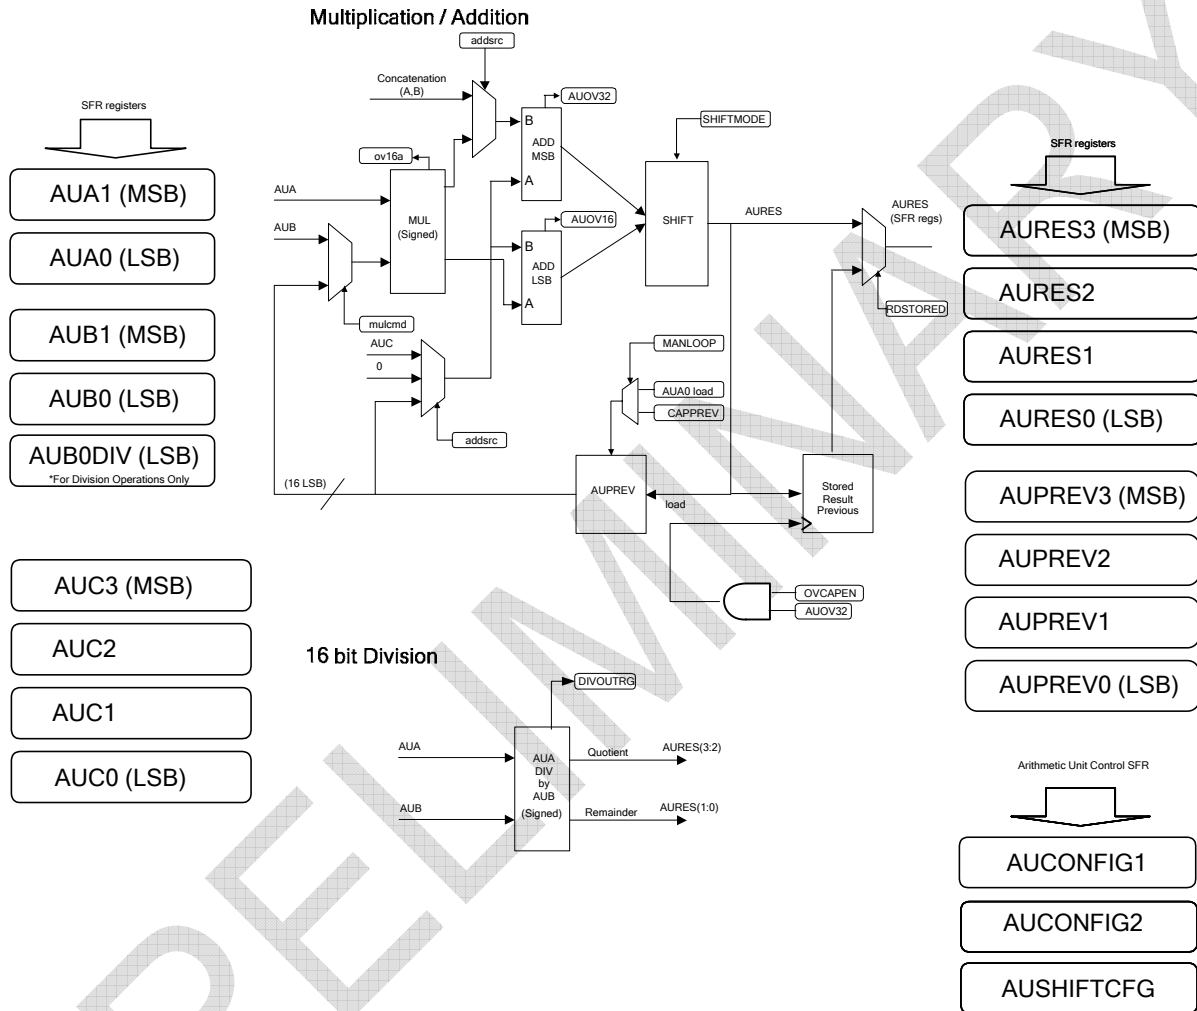 Multiplication / Addition
addsrc
Concatenation
(A,B)
AUOV32
SHIFTMODE
B
ADD
MSB
A
ov16a
AUA
AUB
MUL
(Signed)
AUOV16
B
ADD
LSB
A
SHIFT
AURES
AURES
(SFR regs)
RDSTORED
mulcmd
AUC
0
MANLOOP
AUA0 load
CAPPREV
addsrc
(16 LSB)
AUPREV
load
Stored
Result
Previous
OVCAPEN
AUOV32
16 bit Division
DIVOUTRG
AUA
AUB
AUA
DIV
by
AUB
(Signed)
Quotient
AURES(3:2)
Remainder
AURES(1:0)
SFR registers
AUA1 (MSB)
AUA0 (LSB)
AUB1 (MSB)
AUB0 (LSB)
AUB0DIV (LSB)
*For Division Operations Only
AUC3 (MSB)
AUC2
AUC1
AUC0 (LSB)
SFR registers
AURES3 (MSB)
AURES2
AURES1
AURES0 (LSB)
AUPREV3 (MSB)
AUPREV2
AUPREV1
AUPREV0 (LSB)
Arithmetic Unit Control SFR
AUCONFIG1
AUCONFIG2
AUSHIFTCFG
PRELIMINARY